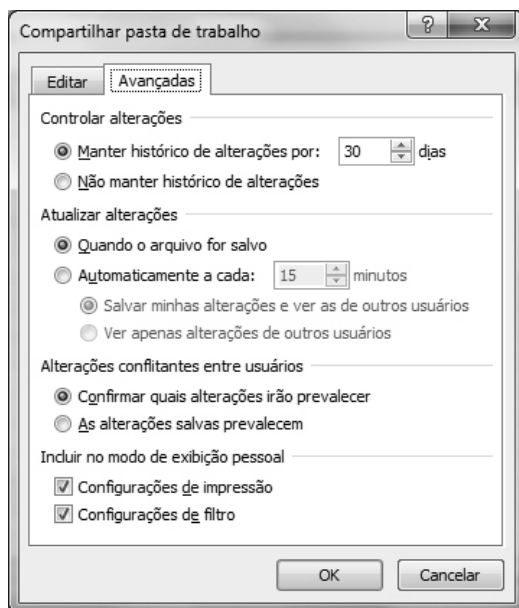 Compartilhar pasta de trabalho
Editar
Avançadas
Controlar alterações
Manter histórico de alterações por: 30 dias
Não manter histórico de alterações
Atualizar alterações
Quando o arquivo for salvo
Automaticamente a cada: 15 minutos
Salvar minhas alterações e ver as de outros usuários
Ver apenas alterações de outros usuários
Alterações conflitantes entre usuários
Confirmar quais alterações irão prevalecer
As alterações salvas prevalecem
Incluir no modo de exibição pessoal
Configurações de impressão
Configurações de filtro
OK
Cancelar